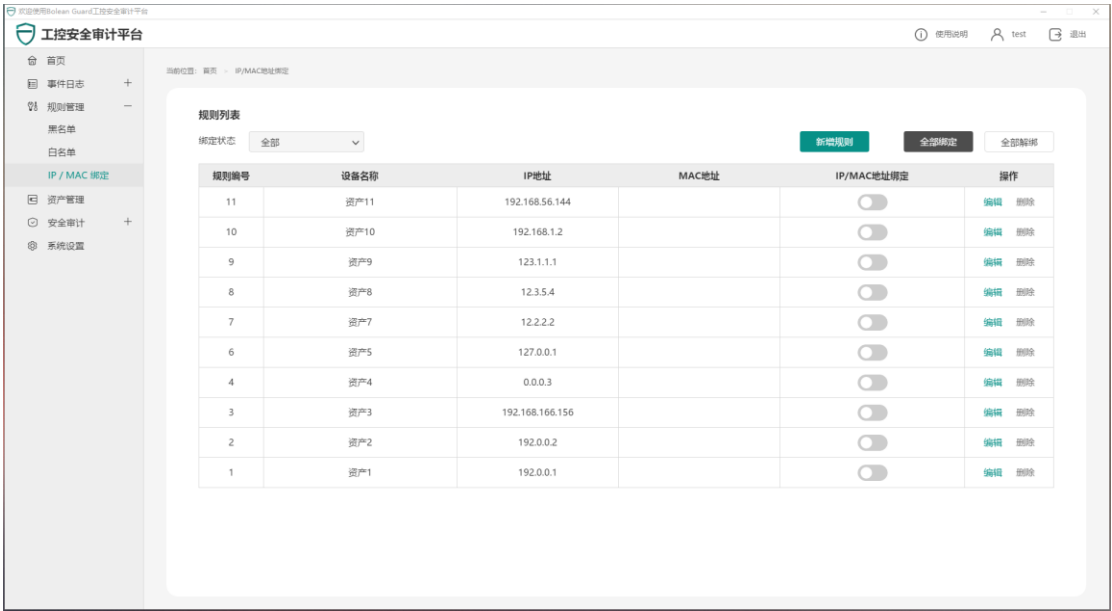 欢迎使用Bolean Guard工控安全审计平台
工控安全审计平台
使用说明 test 退出
首页
事件日志
规则管理
黑名单
白名单
IP / MAC 绑定
资产管理
安全审计
系统设置
当前位置: 首页 > IP/MAC地址绑定
规则列表
绑定状态 全部 新增规则 全部绑定 全部解绑
规则编号 设备名称 IP地址 MAC地址 IP/MAC地址绑定 操作
11 资产11 192.168.56.144 编辑 删除
10 资产10 192.168.1.2 编辑 删除
9 资产9 123.1.1.1 编辑 删除
8 资产8 12.3.5.4 编辑 删除
7 资产7 12.2.2.2 编辑 删除
6 资产5 127.0.0.1 编辑 删除
4 资产4 0.0.0.3 编辑 删除
3 资产3 192.168.166.156 编辑 删除
2 资产2 192.0.0.2 编辑 删除
1 资产1 192.0.0.1 编辑 删除